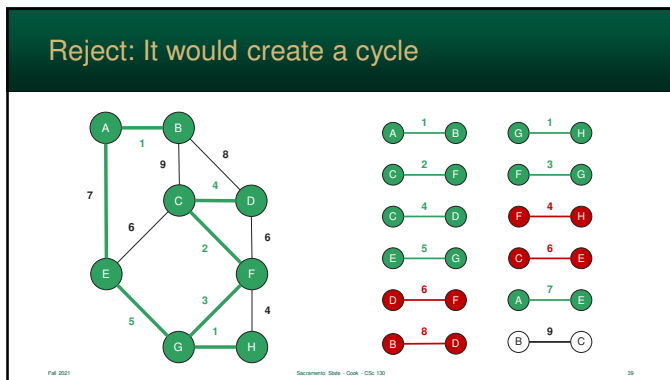 Reject: It would create a cycle
A
B
1
8
9
4
7
C
D
6
6
2
E
F
3
4
5
1
G
H
A 1 B
G 1 H
C 2 F
F 3 G
C 4 D
F 4 H
E 5 G
C 6 E
D 6 F
A 7 E
B 8 D
B 9 C
Fall 2021
Sacramento State - Cook - CSc 130
39